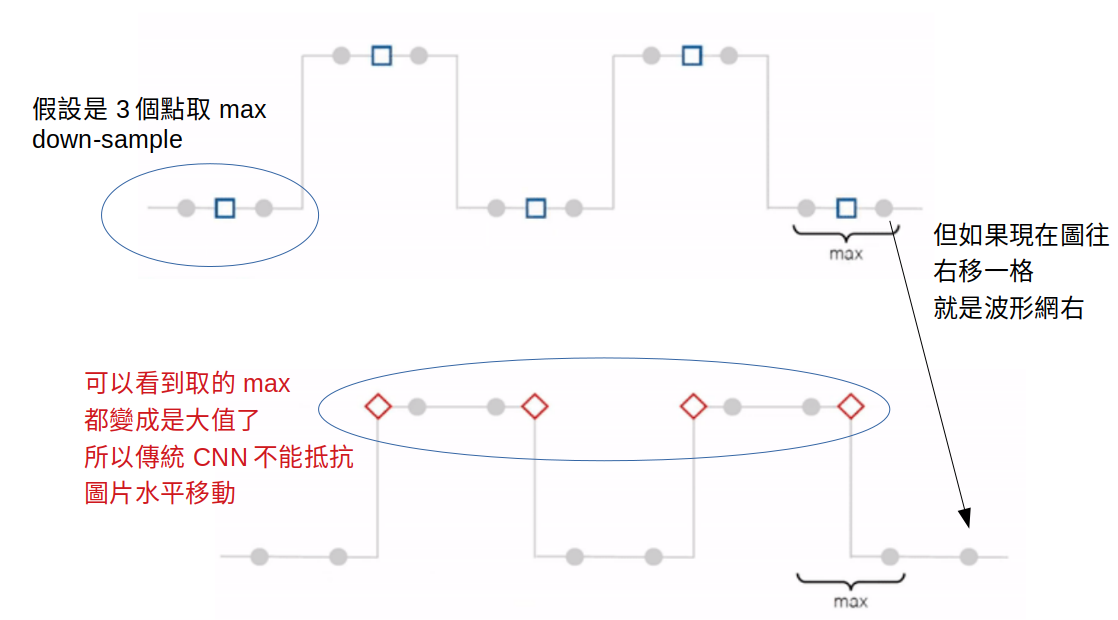 假設是 3 個點取 max
down-sample
max
但如果現在圖往
右移一格
就是波形網右
可以看到取的 max
都變成是大值了
所以傳統 CNN 不能抵抗
圖片水平移動
max